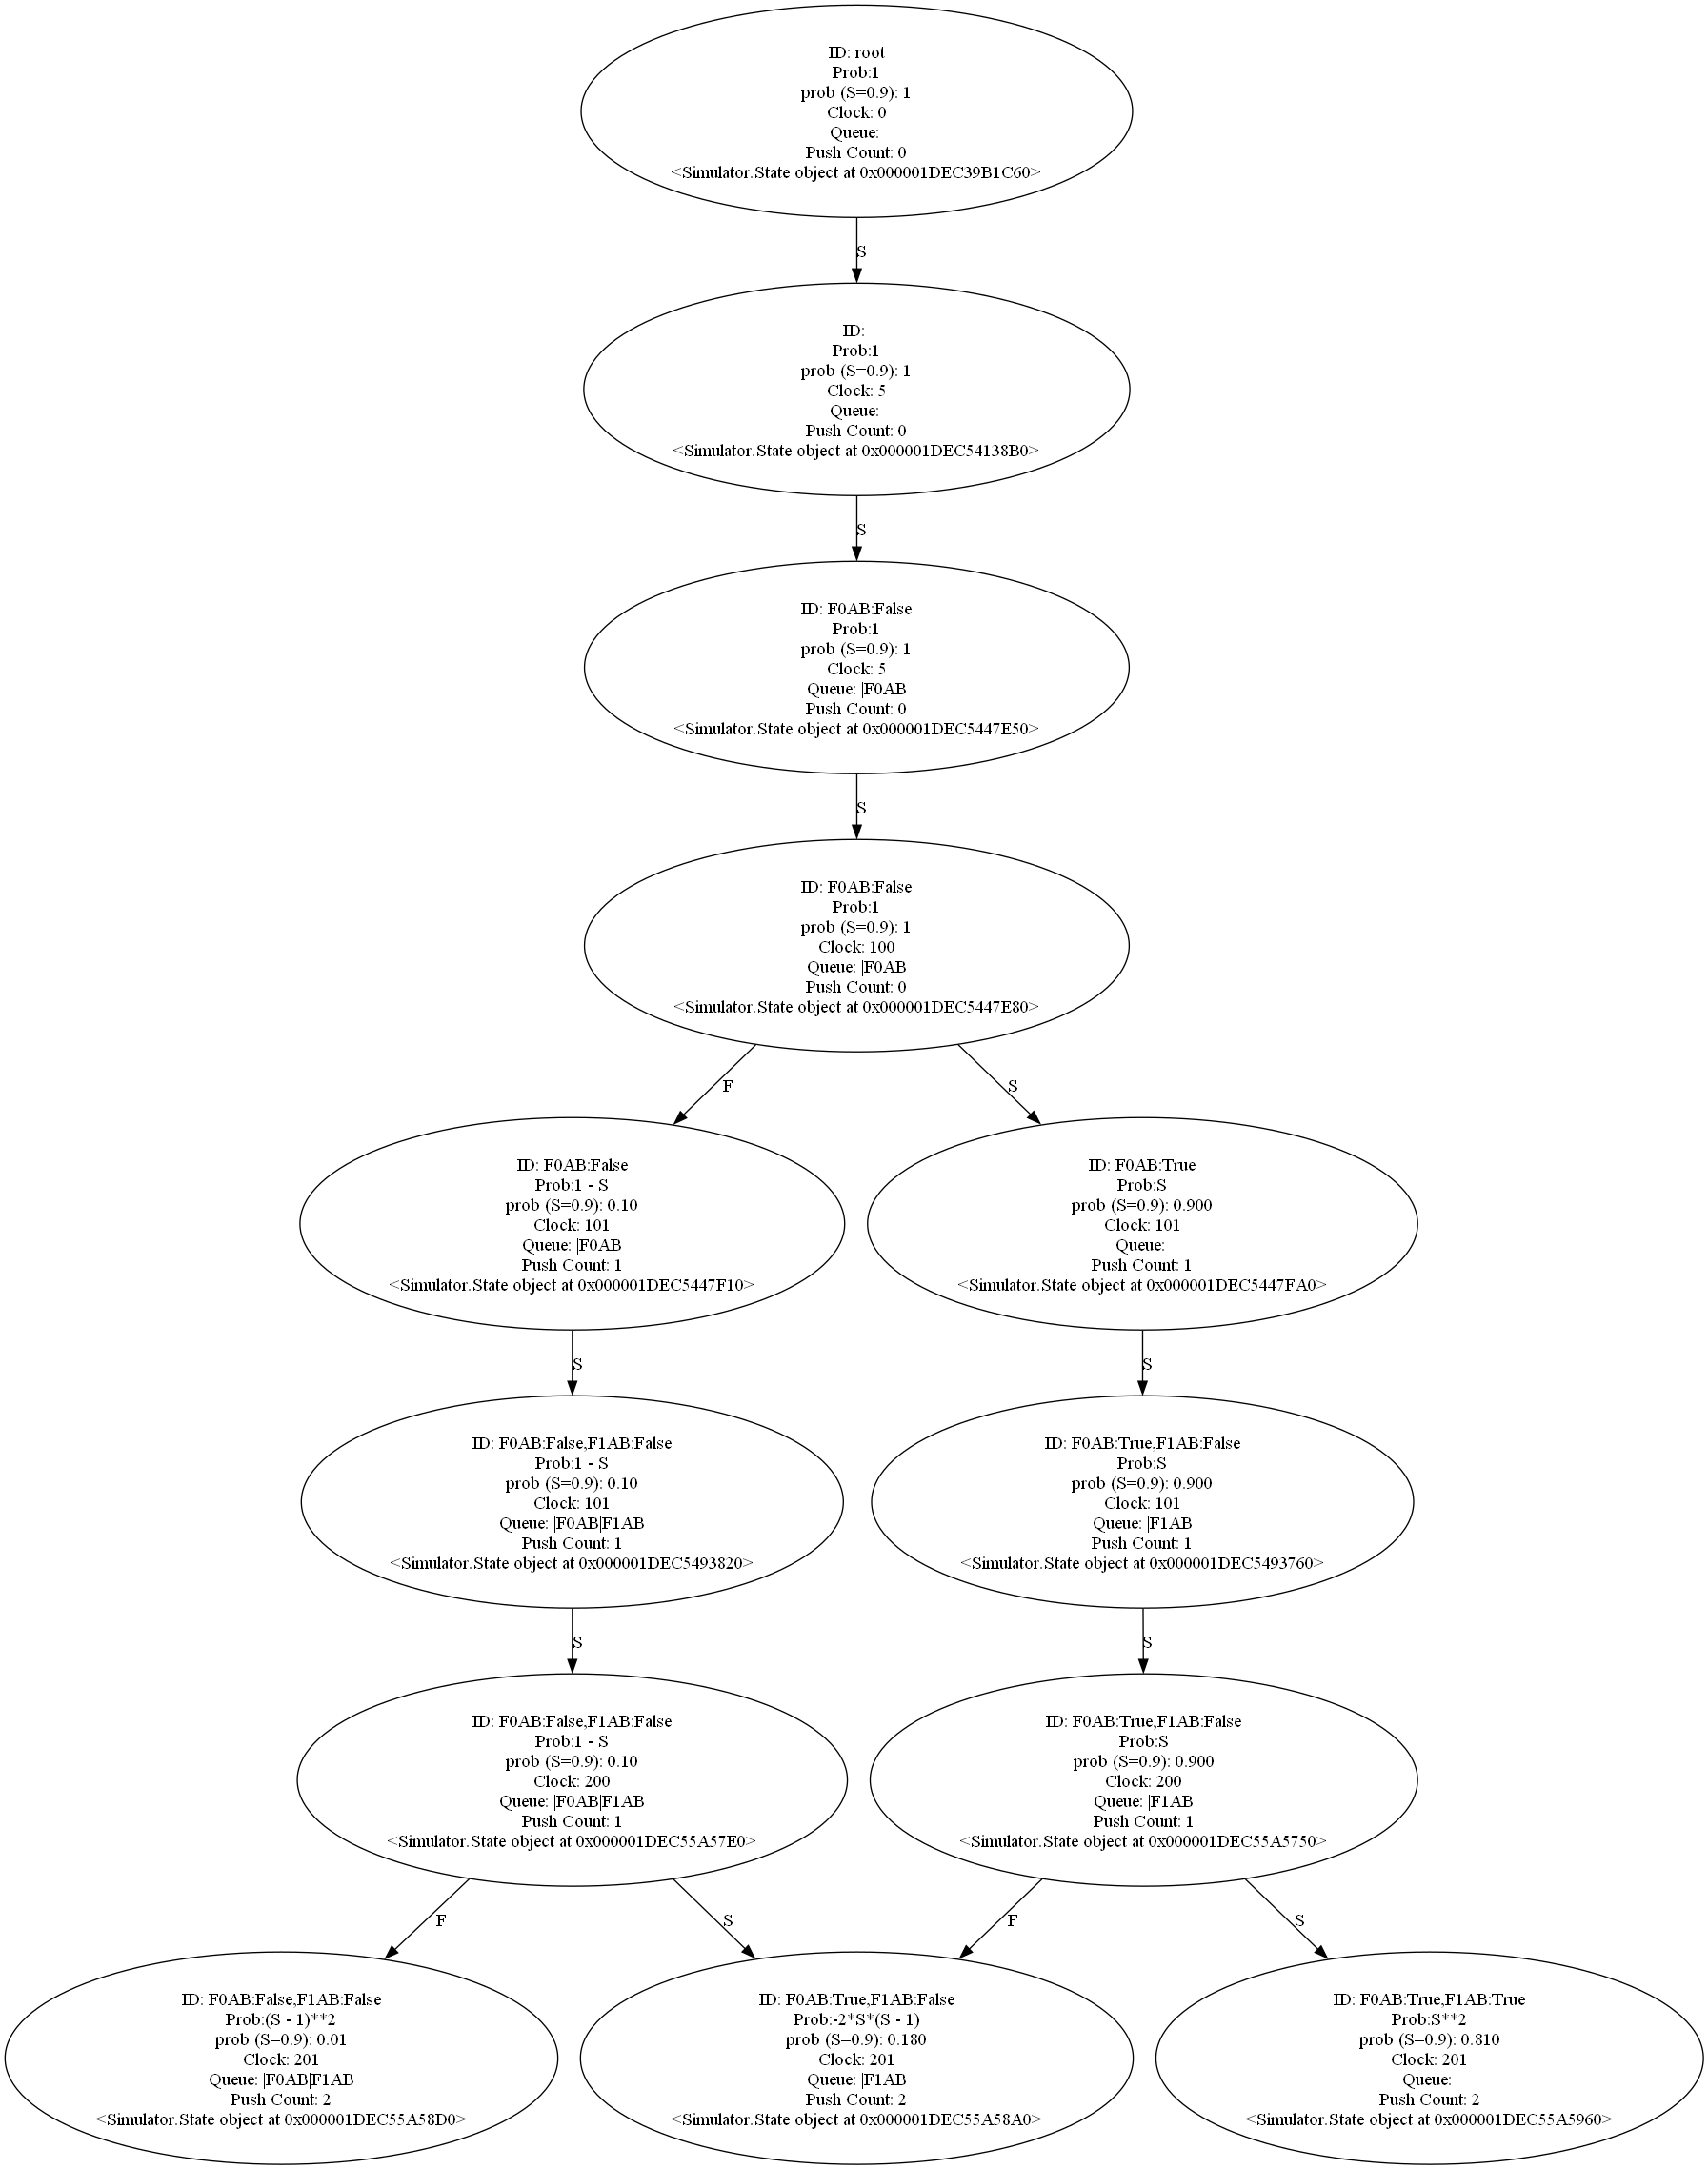 ID: root
Prob:1
prob (S=0.9): 1
Clock: 0
Queue:
Push Count: 0
<Simulator.State object at 0x000001DEC39B1C60>
S
ID:
Prob:1
prob (S=0.9): 1
Clock: 5
Queue:
Push Count: 0
<Simulator.State object at 0x000001DEC54138B0>
S
ID: F0AB:False
Prob:1
prob (S=0.9): 1
Clock: 5
Queue: |F0AB
Push Count: 0
<Simulator.State object at 0x000001DEC5447E50>
S
ID: F0AB:False
Prob:1
prob (S=0.9): 1
Clock: 100
Queue: |F0AB
Push Count: 0
<Simulator.State object at 0x000001DEC5447E80>
F
S
ID: F0AB:False
Prob:1 - S
prob (S=0.9): 0.10
Clock: 101
Queue: |F0AB
Push Count: 1
<Simulator.State object at 0x000001DEC5447F10>
ID: F0AB:True
Prob:S
prob (S=0.9): 0.900
Clock: 101
Queue:
Push Count: 1
<Simulator.State object at 0x000001DEC5447FA0>
S
S
ID: F0AB:False,F1AB:False
Prob:1 - S
prob (S=0.9): 0.10
Clock: 101
Queue: |F0AB|F1AB
Push Count: 1
<Simulator.State object at 0x000001DEC5493820>
ID: F0AB:True,F1AB:False
Prob:S
prob (S=0.9): 0.900
Clock: 101
Queue: |F1AB
Push Count: 1
<Simulator.State object at 0x000001DEC5493760>
S
S
ID: F0AB:False,F1AB:False
Prob:1 - S
prob (S=0.9): 0.10
Clock: 200
Queue: |F0AB|F1AB
Push Count: 1
<Simulator.State object at 0x000001DEC55A57E0>
ID: F0AB:True,F1AB:False
Prob:S
prob (S=0.9): 0.900
Clock: 200
Queue: |F1AB
Push Count: 1
<Simulator.State object at 0x000001DEC55A5750>
F
S
F
S
ID: F0AB:False,F1AB:False
Prob:(S - 1)**2
prob (S=0.9): 0.01
Clock: 201
Queue: |F0AB|F1AB
Push Count: 2
<Simulator.State object at 0x000001DEC55A58D0>
ID: F0AB:True,F1AB:False
Prob:-2*S*(S - 1)
prob (S=0.9): 0.180
Clock: 201
Queue: |F1AB
Push Count: 2
<Simulator.State object at 0x000001DEC55A58A0>
ID: F0AB:True,F1AB:True
Prob:S**2
prob (S=0.9): 0.810
Clock: 201
Queue:
Push Count: 2
<Simulator.State object at 0x000001DEC55A5960>